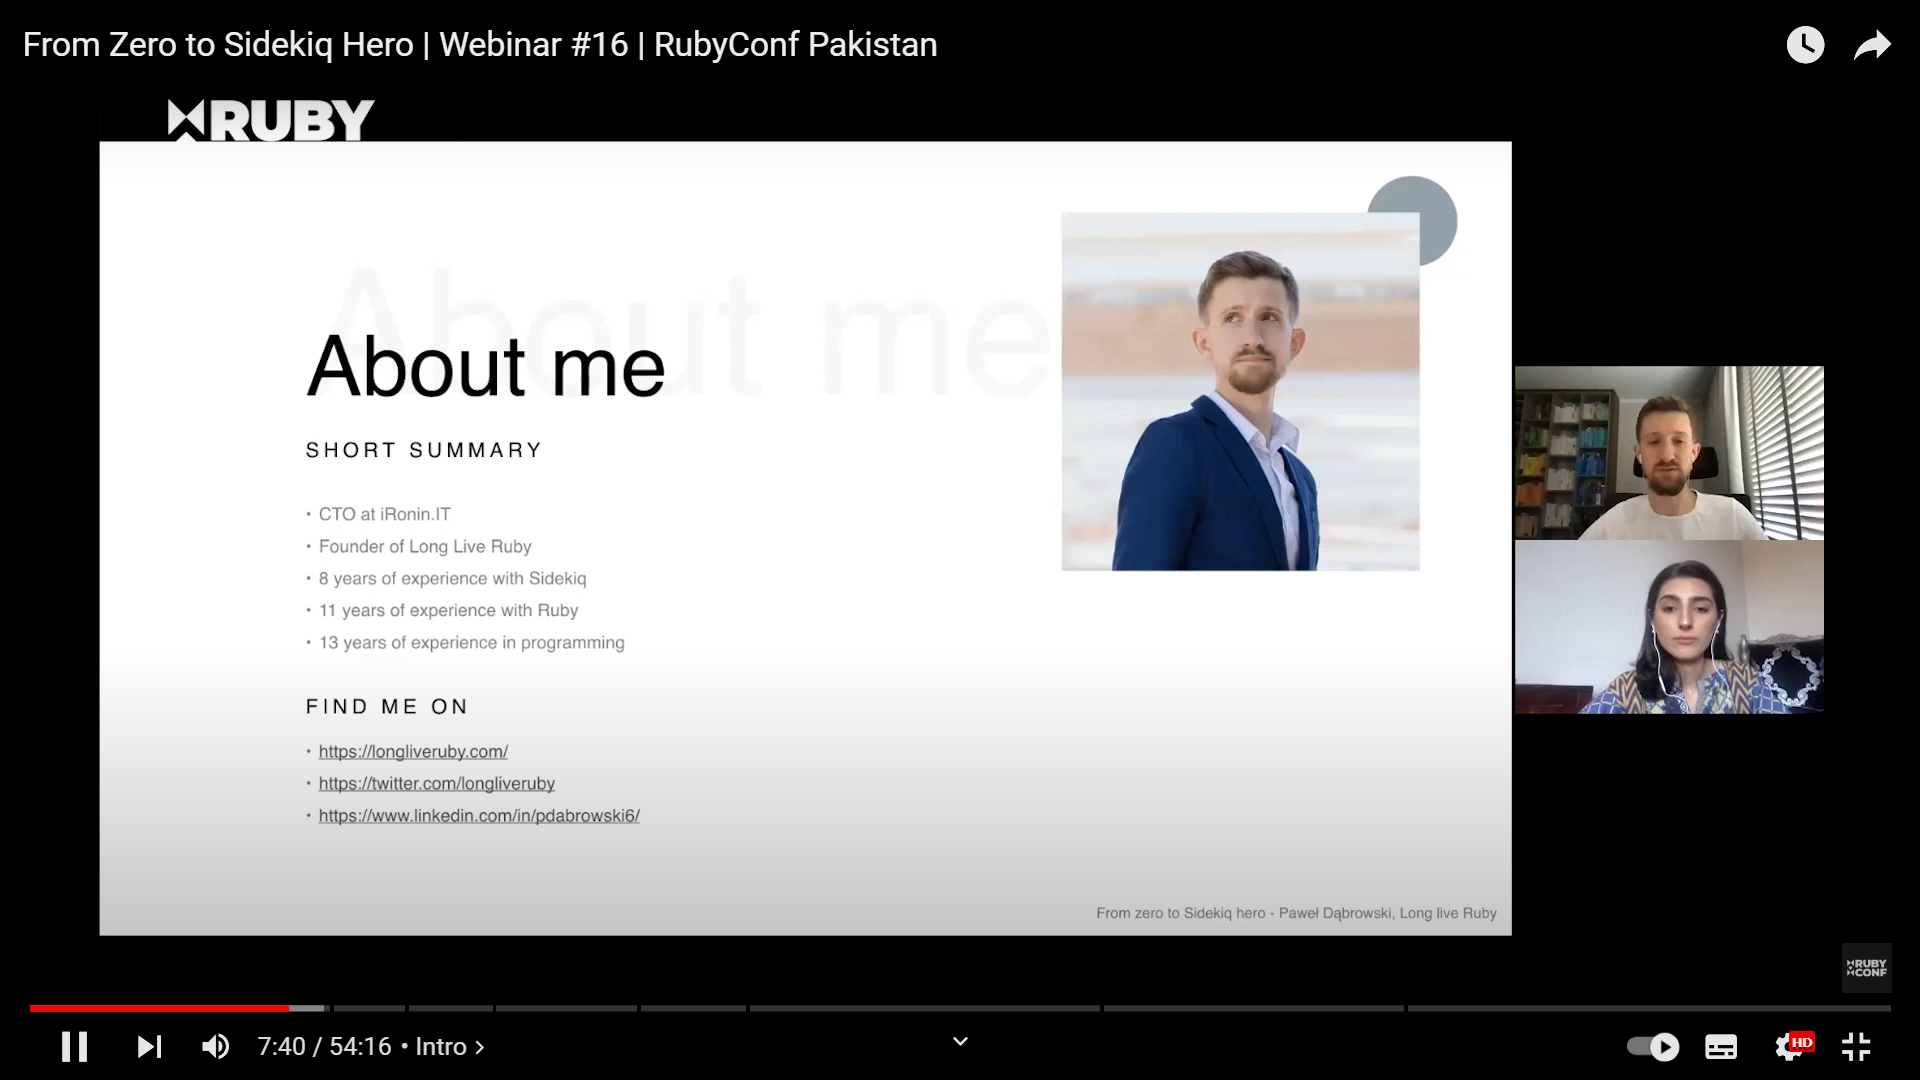 From Zero to Sidekiq Hero | Webinar #16 | RubyConf Pakistan
RUBY
About me
About me
SHORT SUMMARY
• CTO at iRonin.IT
• Founder of Long Live Ruby
• 8 years of experience with Sidekiq
• 11 years of experience with Ruby
• 13 years of experience in programming
FIND ME ON
• https://longliveruby.com/
• https://twitter.com/longliveruby
• https://www.linkedin.com/in/pdabrowski6/
From zero to Sidekiq hero - Paweł Dąbrowski, Long live Ruby
RUBY
CONF
7:40 / 54:16 • Intro
HD